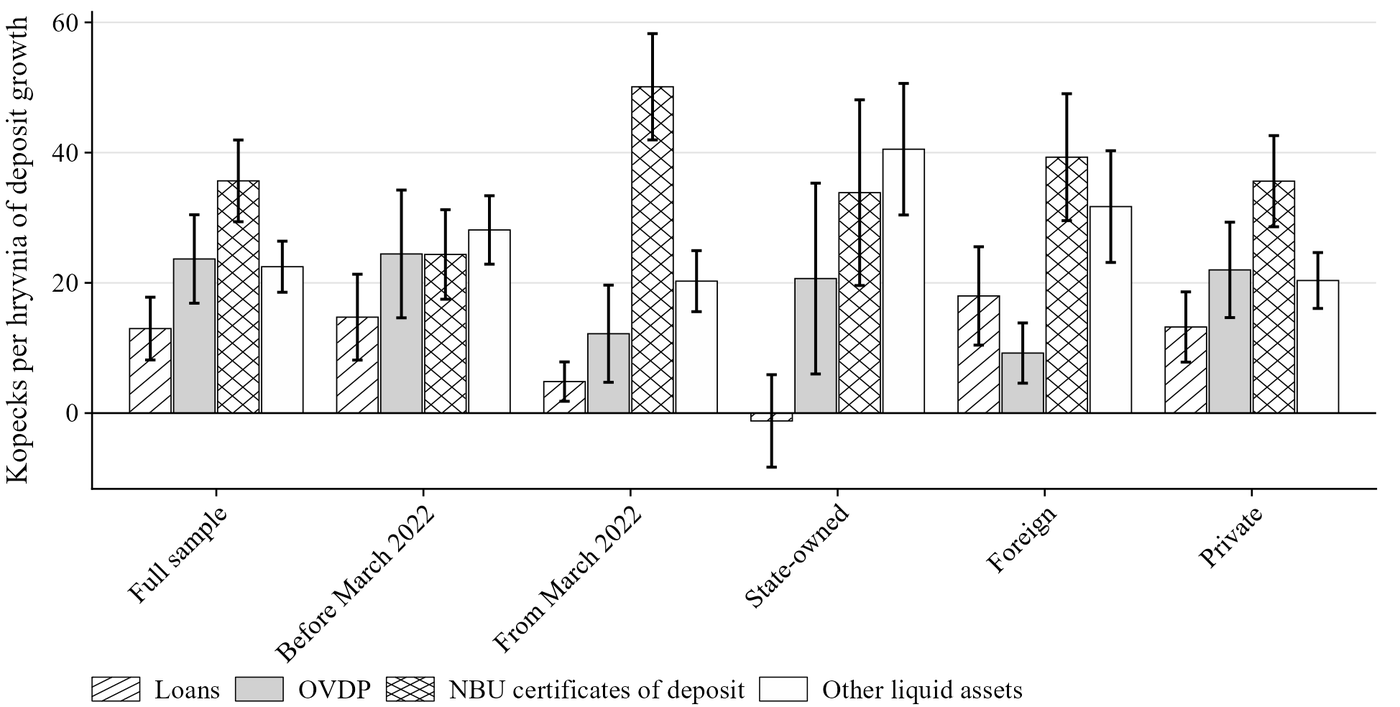 Kopecks per hryvnia of deposit growth
60
40
20
0
Full sample
Before March 2022
From March 2022
State-owned
Foreign
Private
Loans OVDP NBU certificates of deposit Other liquid assets